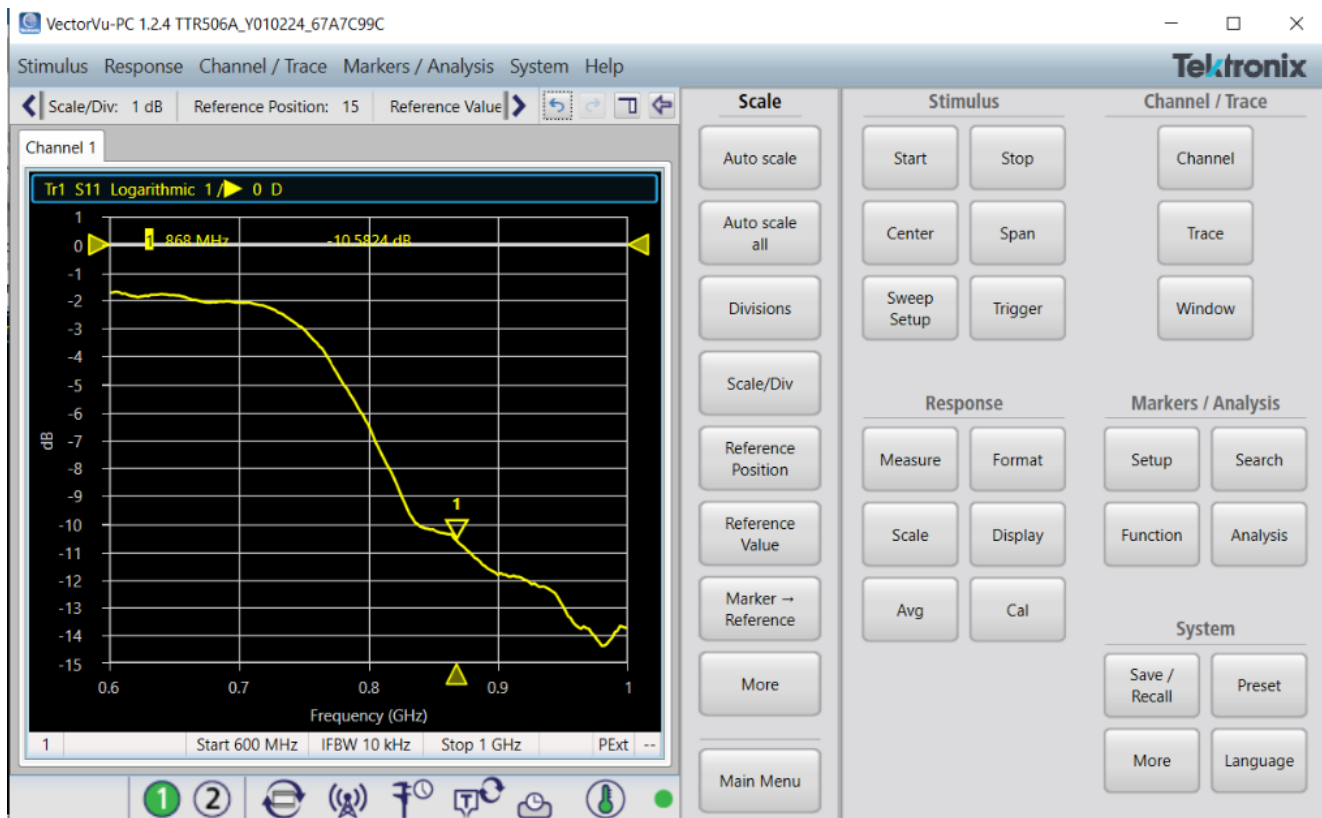 VectorVu-PC 1.2.4 TTR506A_Y010224_67A7C99C
Stimulus Response Channel / Trace Markers / Analysis System Help
Tektronix
Scale/Div: 1 dB Reference Position: 15 Reference Value
Channel 1
Tr1 S11 Logarithmic 1 / 0 D
1 868 MHz -10.5824 dB
1
0
-1
-2
-3
-4
-5
-6
-7
-8
-9
-10
-11
-12
-13
-14
-15
dB
1
0.6 0.7 0.8 0.9 1
Frequency (GHz)
1 Start 600 MHz IFBW 10 kHz Stop 1 GHz PExt --
1 2 T
Scale
Auto scale
Auto scale
all
Divisions
Scale/Div
Reference
Position
Reference
Value
Marker →
Reference
More
Main Menu
Stimulus
Start Stop
Center Span
Sweep
Setup
Trigger
Response
Measure Format
Scale Display
Avg Cal
Channel / Trace
Channel
Trace
Window
Markers / Analysis
Setup Search
Function Analysis
System
Save /
Recall
Preset
More Language